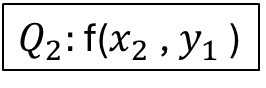 Q₂: f(x₂ , y₁ )